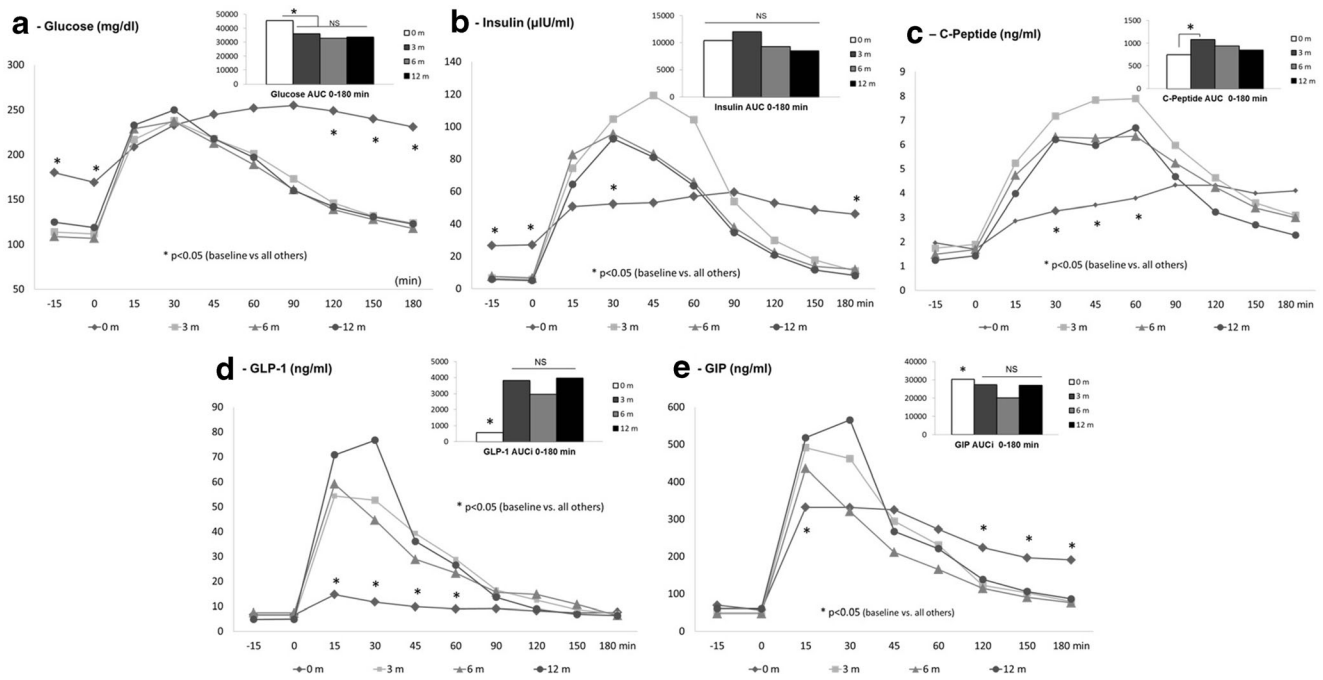 a - Glucose (mg/dl)
50000
40000
30000
20000
10000
0
*
NS
0 m
3 m
6 m
12 m
Glucose AUC 0-180 min
300
250
200
150
100
50
* * * * *
* p<0.05 (baseline vs all others)
(min)
-15 0 15 30 45 60 90 120 150 180
0 m 3 m 6 m 12 m
b - Insulin (µIU/ml)
NS
15000
10000
5000
0
0 m
3 m
6 m
12 m
Insulin AUC 0-180 min
140
120
100
80
60
40
20
0
* * * *
* p<0.05 (baseline vs. all others)
-15 0 15 30 45 60 90 120 150 180 min
0 m 3 m 6 m 12 m
c – C-Peptide (ng/ml)
1500
1000
500
0
*
0 m
3 m
6 m
12 m
C-Peptide AUC 0-180 min
9
8
7
6
5
4
3
2
1
0
* * *
* p<0.05 (baseline vs. all others)
-15 0 15 30 45 60 90 120 150 180 min
0 m 3 m 6 m 12 m
d - GLP-1 (ng/ml)
NS
5000
4000
3000
2000
1000
0
*
0 m
3 m
6 m
12 m
GLP-1 AUCi 0-180 min
90
80
70
60
50
40
30
20
10
0
* p<0.05 (baseline vs. all others)
* * * *
-15 0 15 30 45 60 90 120 150 180 min
0 m 3 m 6 m 12 m
e - GIP (ng/ml)
40000
30000
20000
10000
0
*
NS
0 m
3 m
6 m
12 m
GIP AUCi 0-180 min
600
500
400
300
200
100
0
* * * *
* p<0.05 (baseline vs. all others)
-15 0 15 30 45 60 120 150 180 min
0 m 3 m 6 m 12 m